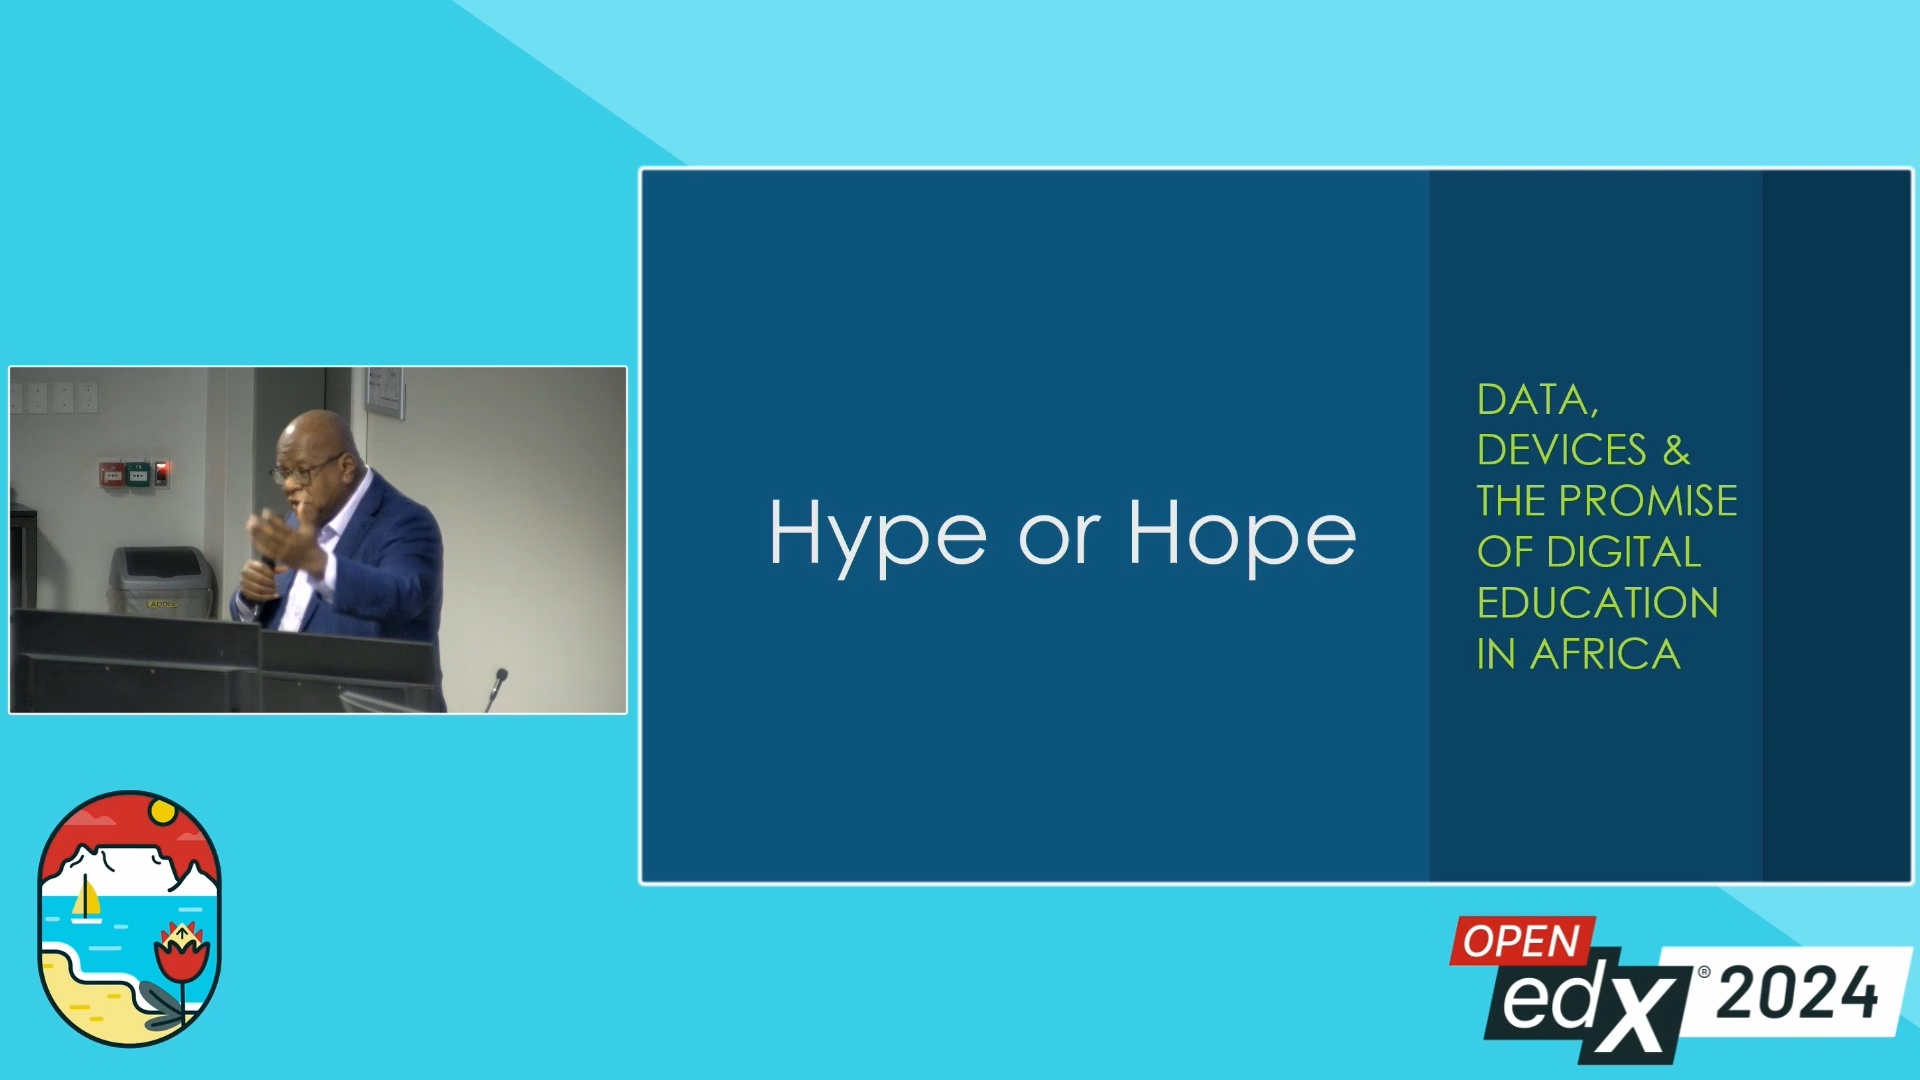 Hype or Hope
DATA,
DEVICES &
THE PROMISE
OF DIGITAL
EDUCATION
IN AFRICA
OPEN
edX® 2024